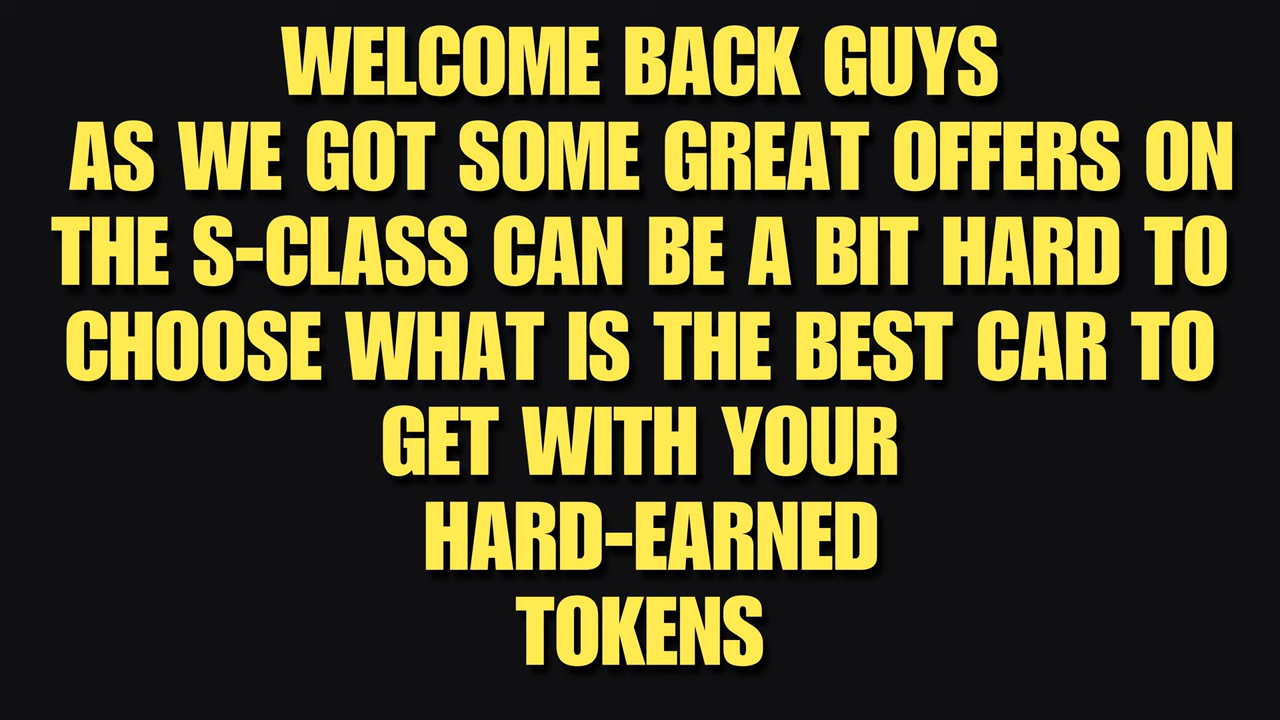 WELCOME BACK GUYS
AS WE GOT SOME GREAT OFFERS ON
THE S-CLASS CAN BE A BIT HARD TO
CHOOSE WHAT IS THE BEST CAR TO
GET WITH YOUR
HARD-EARNED
TOKENS